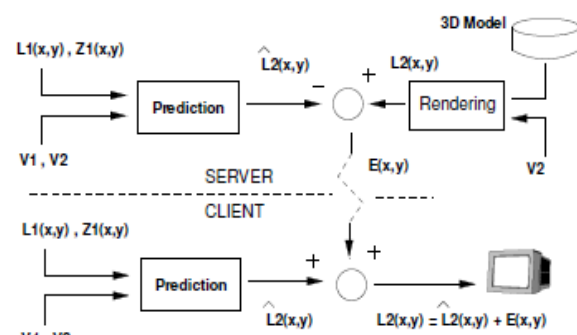 3D Model
L1(x,y) , Z1(x,y)
^
L2(x,y)
−
+
L2(x,y)
Prediction
Rendering
V1 , V2
E(x,y)
V2
SERVER
CLIENT
L1(x,y) , Z1(x,y)
+
+
Prediction
^
L2(x,y)
^
L2(x,y) = L2(x,y) + E(x,y)